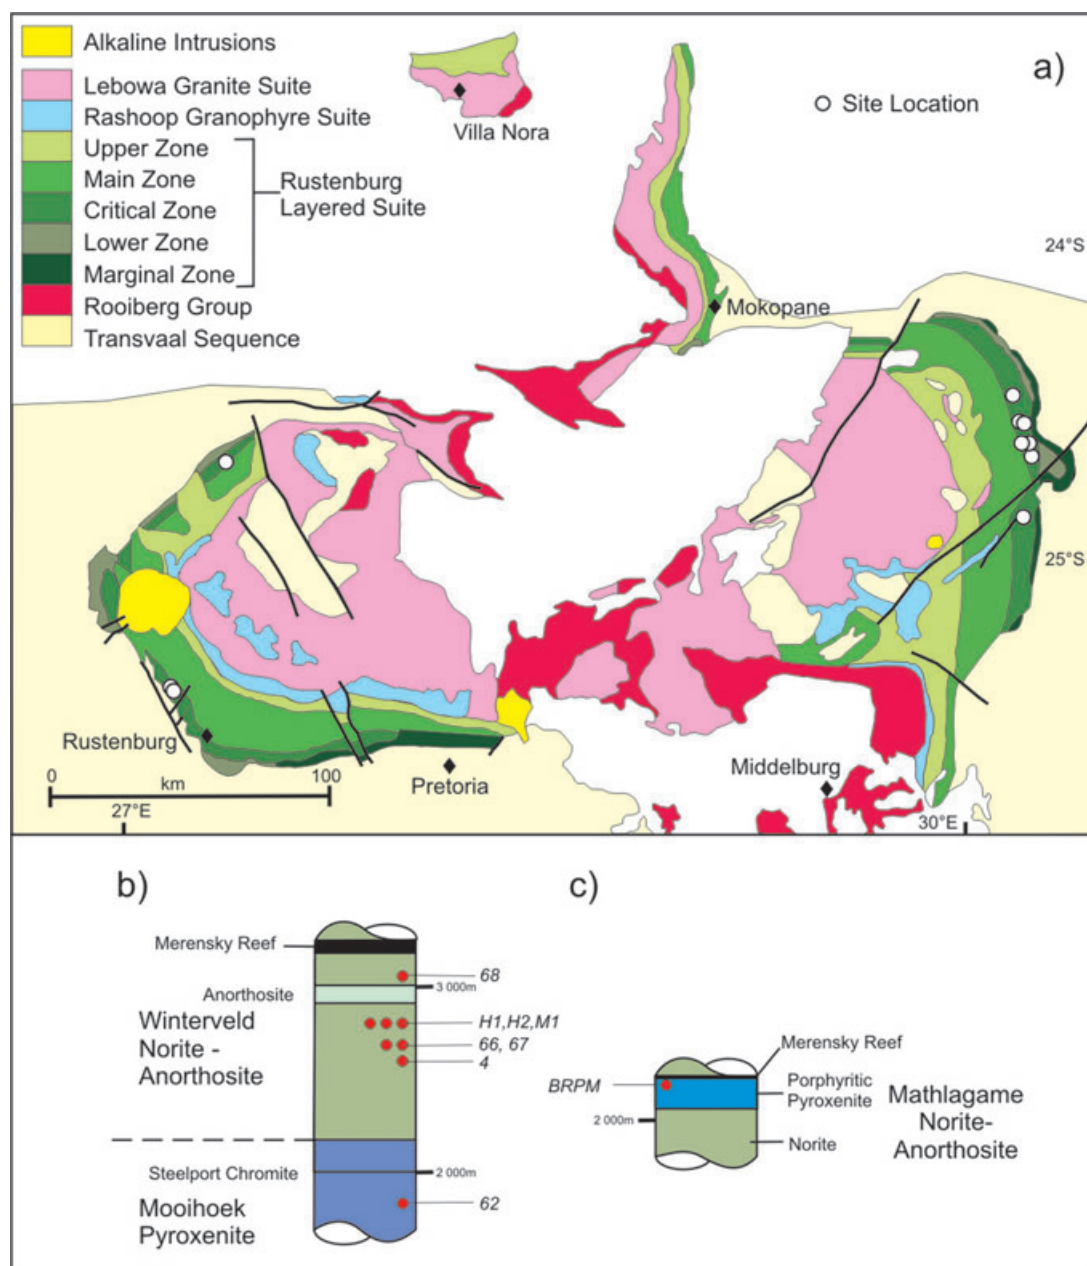 a)
Alkaline Intrusions
Lebowa Granite Suite
Rashoop Granophyre Suite
Upper Zone
Main Zone
Critical Zone
Lower Zone
Marginal Zone
Rustenburg
Layered Suite
Rooiberg Group
Transvaal Sequence
Villa Nora
Site Location
24°S
Mokopane
25°S
Rustenburg
Pretoria
Middelburg
0
km
100
27°E
30°E
b)
Merensky Reef
68
3 000m
Anorthosite
Winterveld
Norite -
Anorthosite
H1,H2,M1
66, 67
4
Steelport Chromite
2 000m
Mooihoek
Pyroxenite
62
c)
Merensky Reef
BRPM
Porphyritic
Pyroxenite
2 000m
Norite
Mathlagame
Norite-
Anorthosite